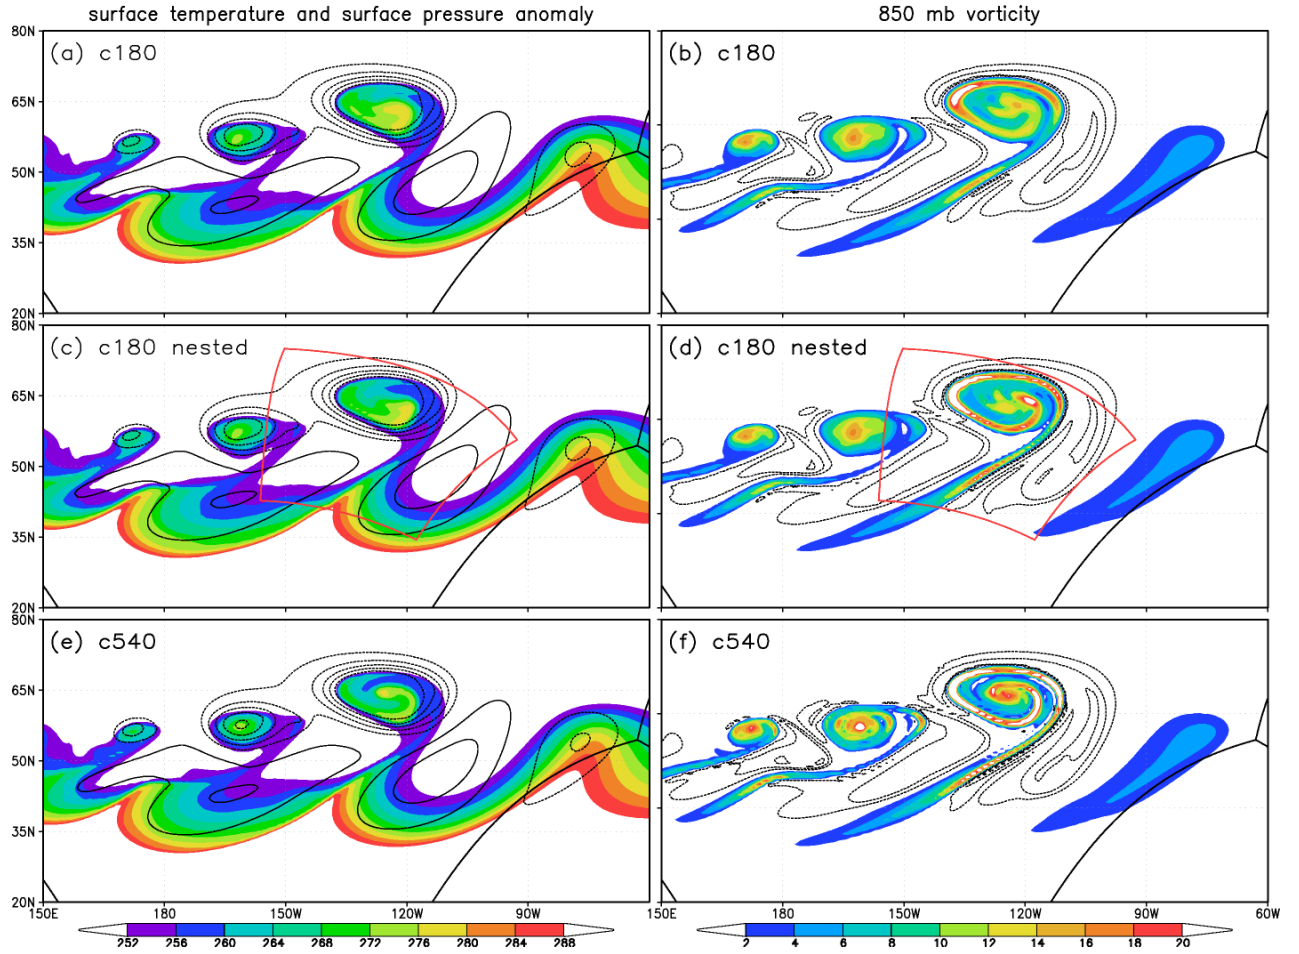 surface temperature and surface pressure anomaly
850 mb vorticity
80N
(a) c180
(b) c180
65N
50N
35N
20N
80N
(c) c180 nested
(d) c180 nested
65N
50N
35N
20N
80N
(e) c540
(f) c540
65N
50N
35N
20N
150E 180 150W 120W 90W 150E 180 150W 120W 90W 60W
252 256 260 264 268 272 276 280 284 288 2 4 6 8 10 12 14 16 18 20